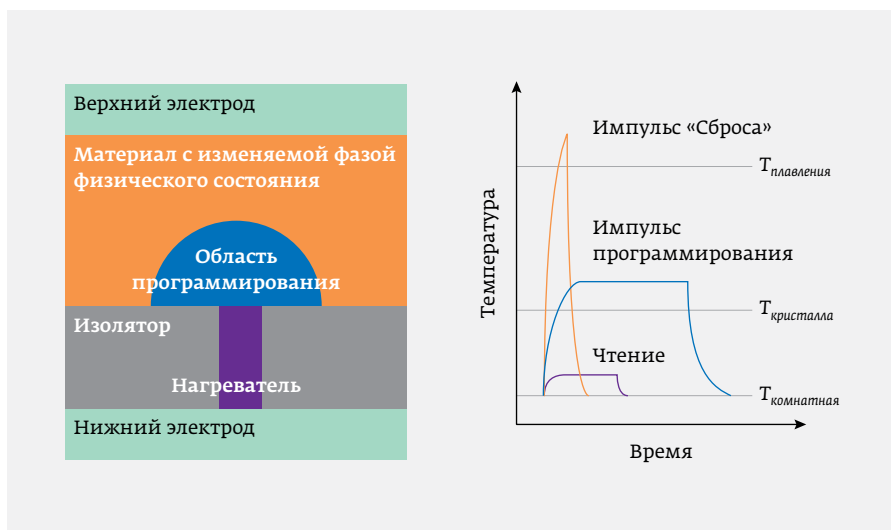 Верхний электрод
Материал с изменяемой фазой
физического состояния
Область
программирования
Изолятор
Нагреватель
Нижний электрод
Температура
Импульс «Сброса»
Tплавления
Импульс
программирования
Tкристалла
Чтение
Tкомнатная
Время